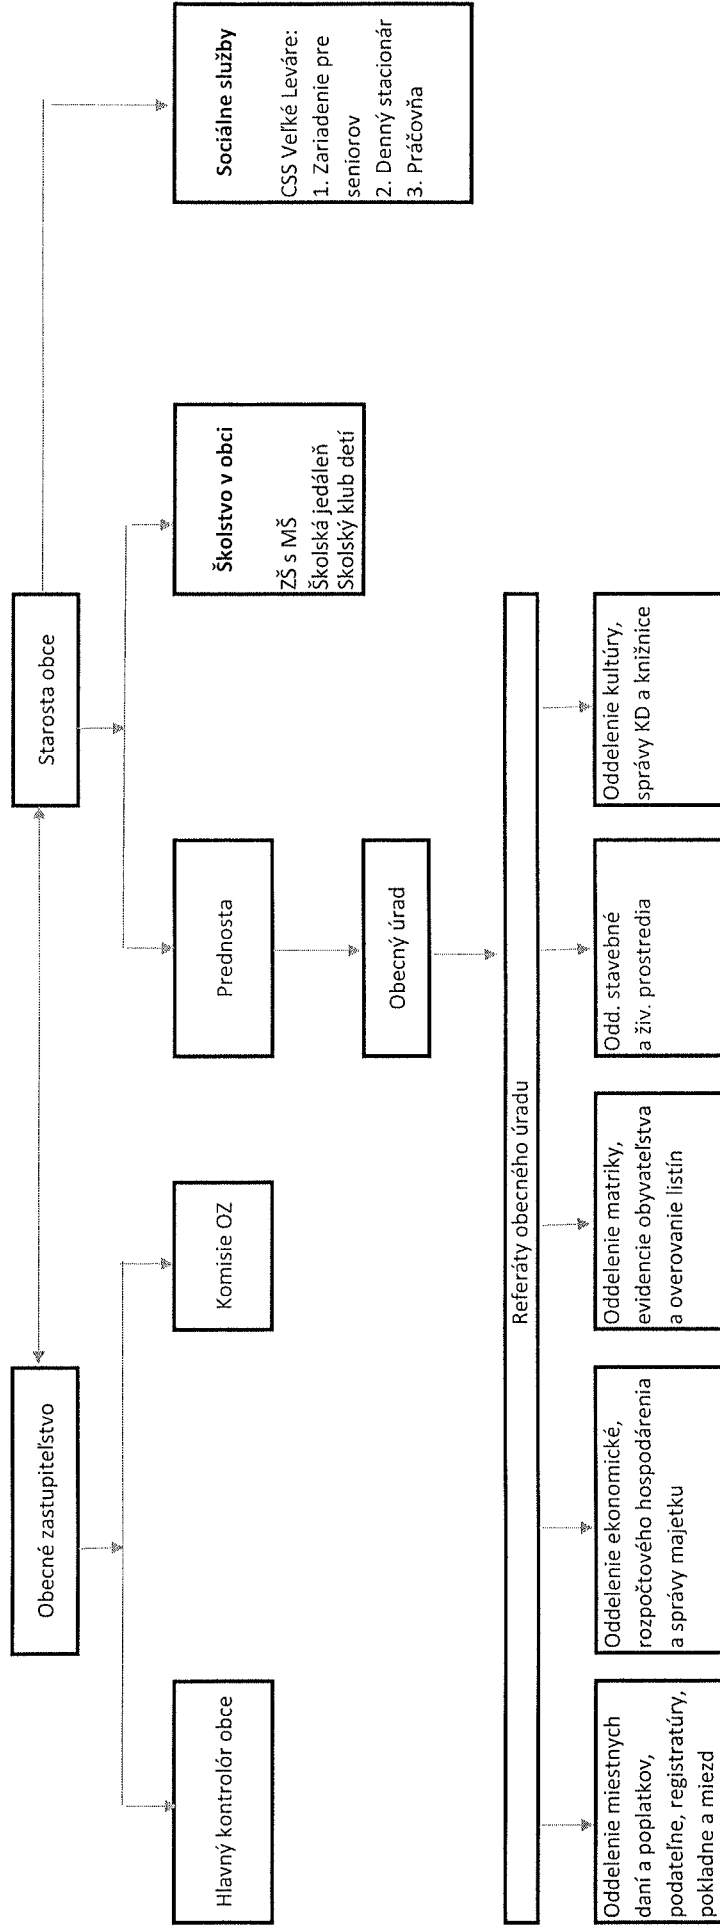 Obecné zastupiteľstvo
Starosta obce
Hlavný kontrolór obce
Komisie OZ
Prednosta
Školstvo v obci
ZŠ s MŠ
Školská jedáleň
Školský klub detí
Sociálne služby
CSS Veľké Leváre:
1. Zariadenie pre
seniorov
2. Denný stacionár
3. Práčovňa
Obecný úrad
Referáty obecného úradu
Oddelenie miestnych
daní a poplatkov,
podateľne, registratúry,
pokladne a miezd
Oddelenie ekonomické,
rozpočtového hospodárenia
a správy majetku
Oddelenie matriky,
evidencie obyvateľstva
a overovanie listín
Odd. stavebné
a živ. prostredia
Oddelenie kultúry,
správy KD a knižnice